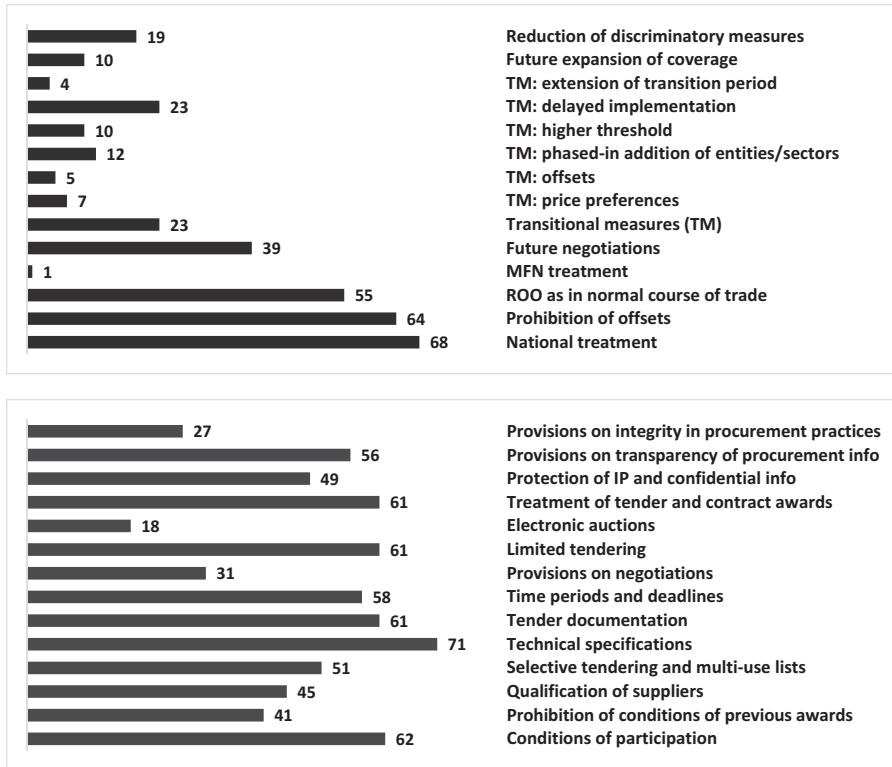 19 Reduction of discriminatory measures
10 Future expansion of coverage
4 TM: extension of transition period
23 TM: delayed implementation
10 TM: higher threshold
12 TM: phased-in addition of entities/sectors
5 TM: offsets
7 TM: price preferences
23 Transitional measures (TM)
39 Future negotiations
1 MFN treatment
55 ROO as in normal course of trade
64 Prohibition of offsets
68 National treatment
27 Provisions on integrity in procurement practices
56 Provisions on transparency of procurement info
49 Protection of IP and confidential info
61 Treatment of tender and contract awards
18 Electronic auctions
61 Limited tendering
31 Provisions on negotiations
58 Time periods and deadlines
61 Tender documentation
71 Technical specifications
51 Selective tendering and multi-use lists
45 Qualification of suppliers
41 Prohibition of conditions of previous awards
62 Conditions of participation